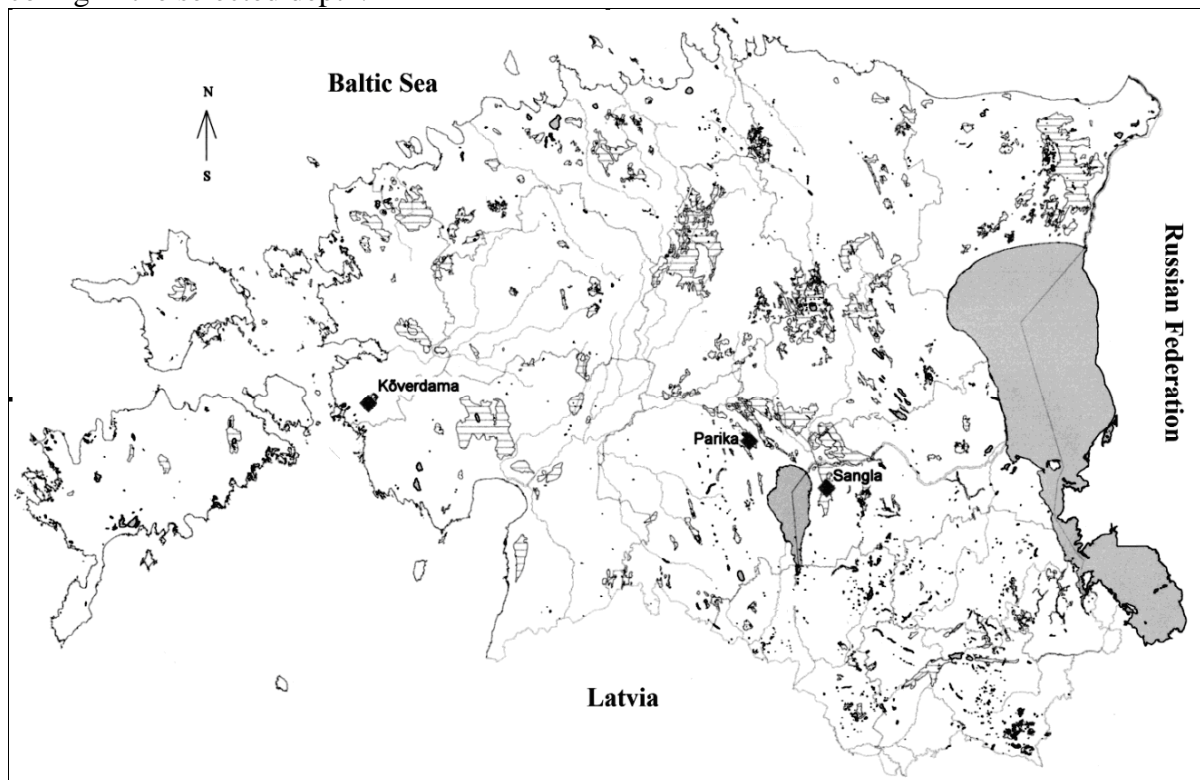 Baltic Sea
N
S
Russian Federation
Kõverdama
Parika
Sangla
Latvia